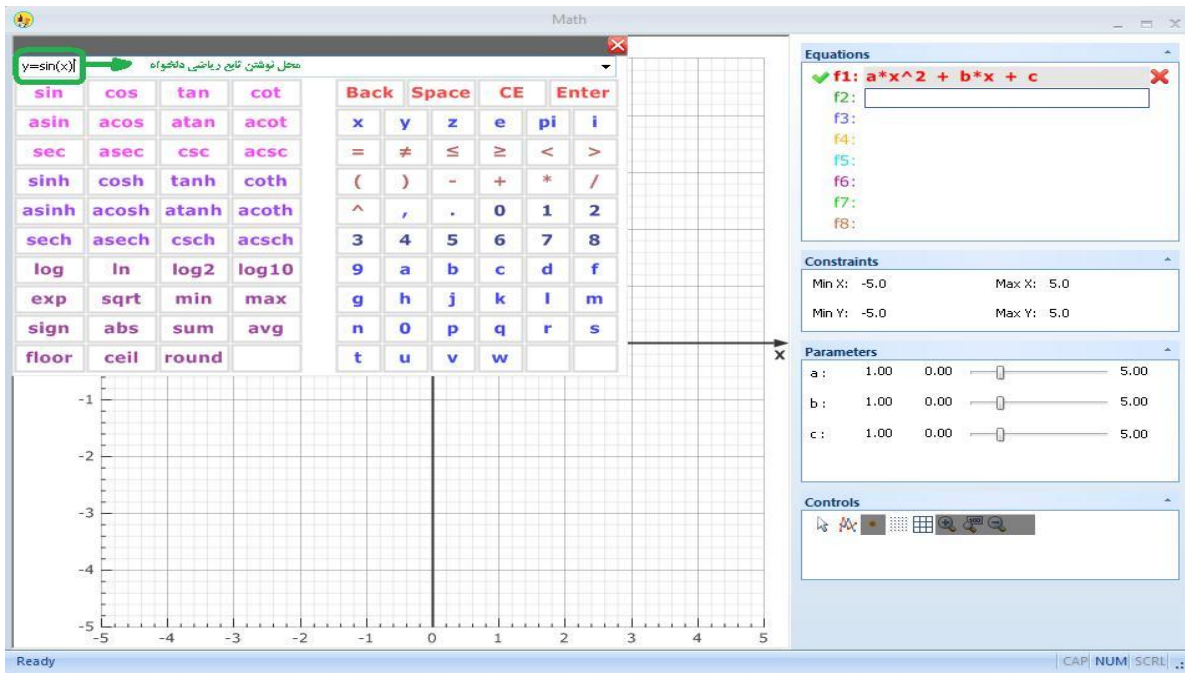 Math
y=sin(x) محل نوشتن تابع ریاضی دلخواه
sin cos tan cot Back Space CE Enter
asin acos atan acot x y z e pi i
sec asec csc acsc = ≠ ≤ ≥ < >
sinh cosh tanh coth ( ) - + * /
asinh acosh atanh acoth ^ , . 0 1 2
sech asech csch acsch 3 4 5 6 7 8
log ln log2 log10 9 a b c d f
exp sqrt min max g h j k l m
sign abs sum avg n 0 p q r s
floor ceil round t u v w
x
-1
-2
-3
-4
-5
-5 -4 -3 -2 -1 0 1 2 3 4 5
Equations
f1: a*x^2 + b*x + c
f2:
f3:
f4:
f5:
f6:
f7:
f8:
Constraints
Min X: -5.0 Max X: 5.0
Min Y: -5.0 Max Y: 5.0
Parameters
a : 1.00 0.00 5.00
b : 1.00 0.00 5.00
c : 1.00 0.00 5.00
Controls
Ready CAP NUM SCRL